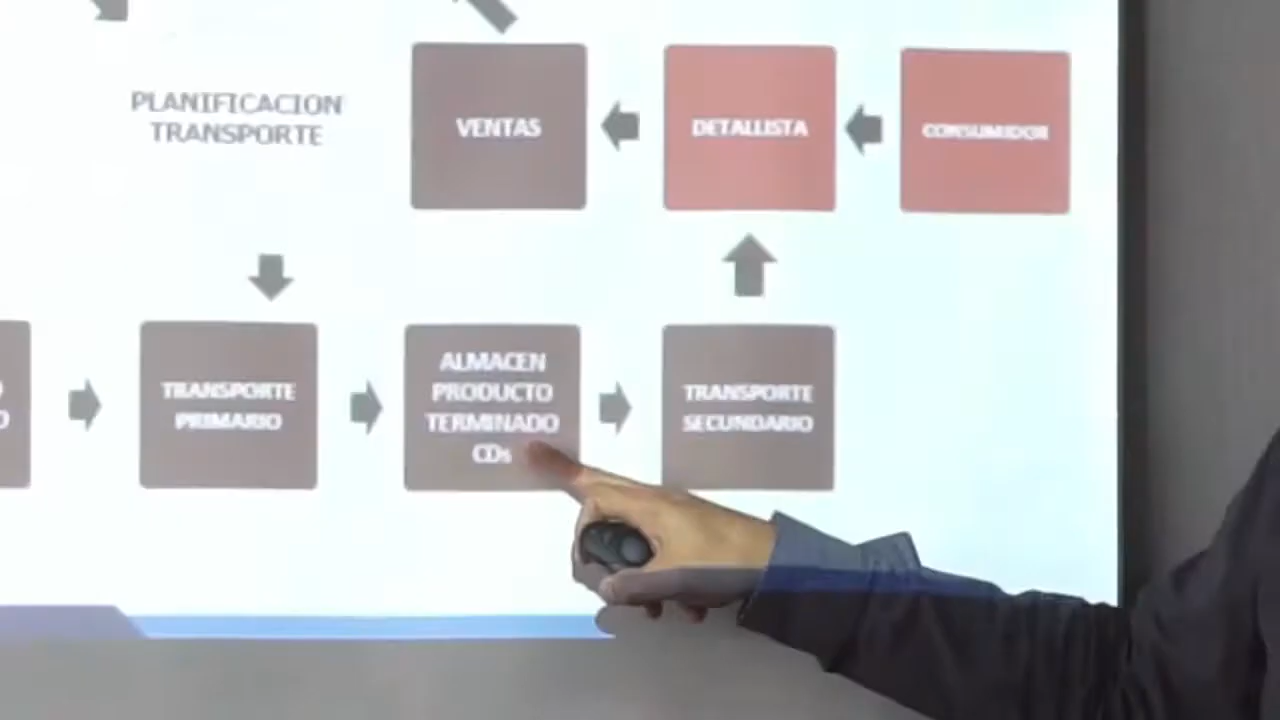 PLANIFICACION
TRANSPORTE
VENTAS
DETALLISTA
CONSUMIDOR
TRANSPORTE
PRIMARIO
ALMACEN
PRODUCTO
TERMINADO
CDs
TRANSPORTE
SECUNDARIO